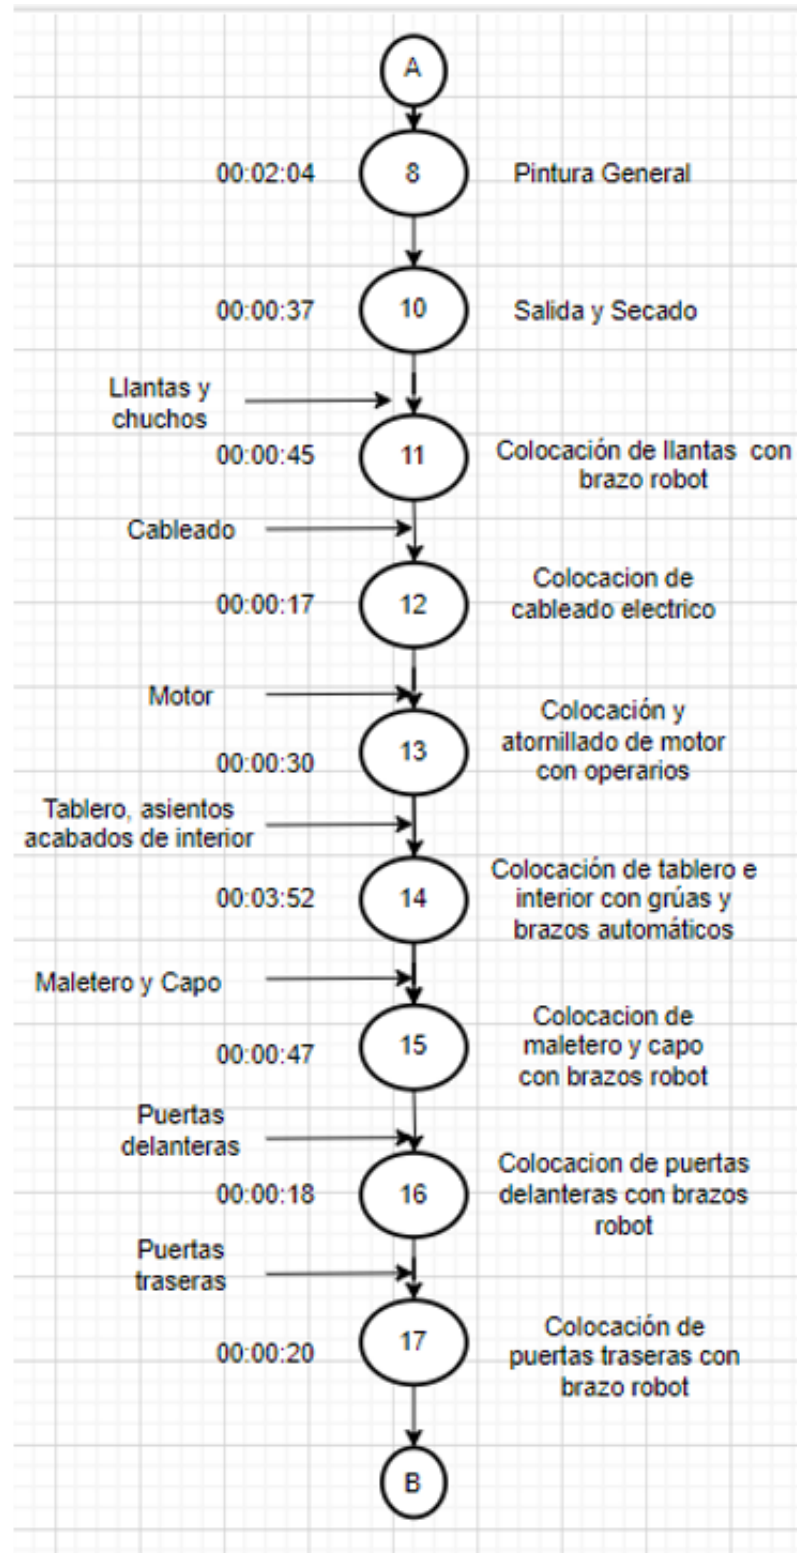 A
00:02:04
8
Pintura General
00:00:37
10
Salida y Secado
Llantas y
chuchos
00:00:45
11
Colocación de llantas con
brazo robot
Cableado
00:00:17
12
Colocacion de
cableado electrico
Motor
00:00:30
13
Colocación y
atornillado de motor
con operarios
Tablero, asientos
acabados de interior
00:03:52
14
Colocación de tablero e
interior con grúas y
brazos automáticos
Maletero y Capo
00:00:47
15
Colocacion de
maletero y capo
con brazos robot
Puertas
delanteras
00:00:18
16
Colocacion de puertas
delanteras con brazos
robot
Puertas
traseras
00:00:20
17
Colocación de
puertas traseras con
brazo robot
B